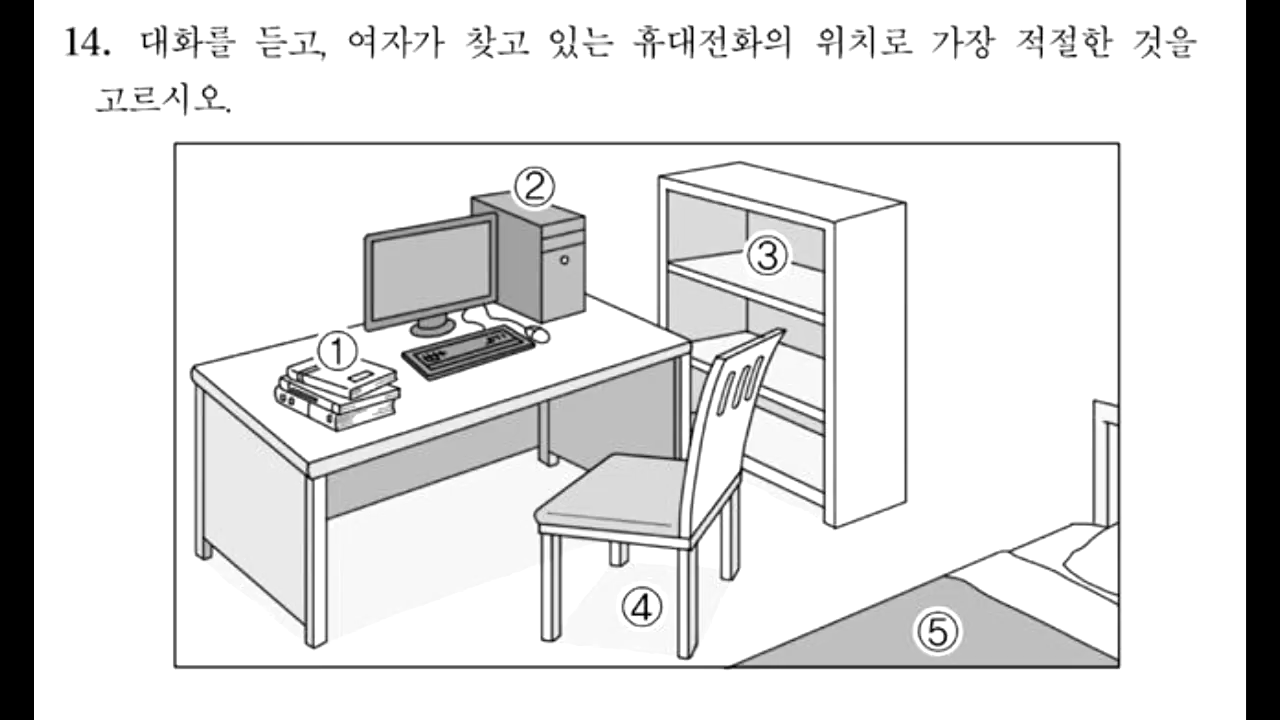 14. 대화를 듣고, 여자가 찾고 있는 휴대전화의 위치로 가장 적절한 것을
고르시오.
②
③
①
④
⑤